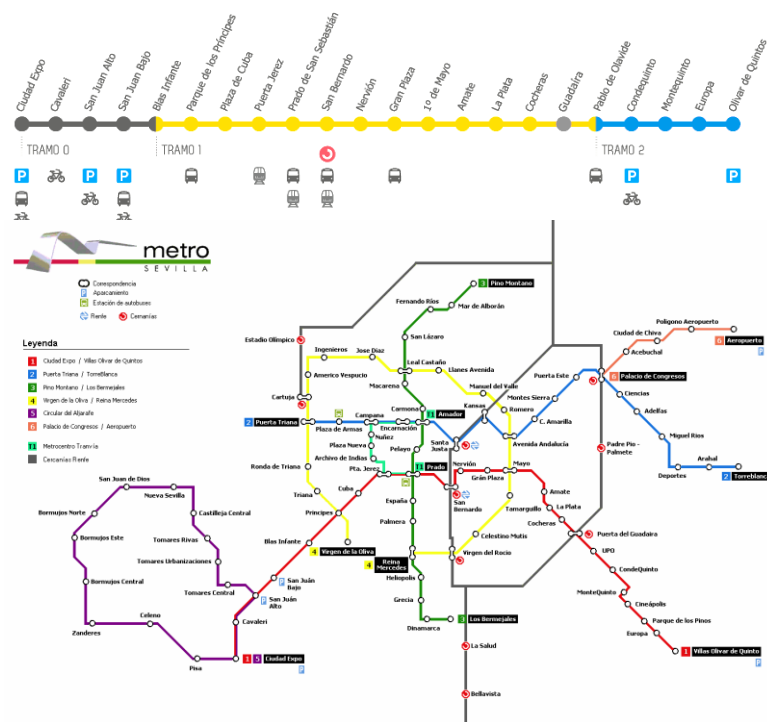 Ciudad Expo
Cavaleri
San Juan Alto
San Juan Bajo
Blas Infante
Parque de los Príncipes
Plaza de Cuba
Puerta Jerez
Prado de San Sebastián
San Bernardo
Nervión
Gran Plaza
1º de Mayo
Amate
La Plata
Cocheras
Guadaíra
Pablo de Olavide
Condequinto
Montequinto
Europa
Olivar de Quintos
TRAMO 0
TRAMO 1
TRAMO 2
P
P
P
P
P
metro
SEVILLA
Correspondencia
P Aparcamiento
Estación de autobuses
Renfe
Cernanías
Leyenda
1 Ciudad Expo / Villas Olivar de Quintos
2 Puerta Triana / TorreBlanca
3 Pino Montano / Los Bermejales
4 Virgen de la Oliva / Reina Mercedes
5 Circular del Aljarafe
6 Palacio de Congresos / Aeropuerto
T1 Metrocentro Tranvia
Cercanías Renfe
3 Pino Montano
Fernando Ríos
Mar de Alborán
San Lázaro
Estadio Olímpico
Ingenieros
Jose Díaz
Leal Castaño
Llanes Avenida
Americo Vespucio
Macarena
Manuel del Valle
Cartuja
Carmona
T1 Amador
Kansas
Romero
2 Puerta Triana
Plaza de Armas
Campana
Encarnación
Nuñez
Plaza Nueva
Archivo de Indias
Pta. Jerez
Pelayo
T1 Prado
Santa Justa
Avenida Andalucía
C. Amarilla
Montes Sierra
Puerta Este
Poligono Aeropuerto
Ciudad de Chiva
Acebuchal
6 Aeropuerto
P
6 Palacio de Congresos
Ciencias
Adelfas
Miguel Rios
Arahal
Deportes
2 Torreblanca
Padre Pio - Palmete
Ronda de Triana
Triana
Cuba
Principes
España
Palmera
Nervión
Grán Plaza
Mayo
San Bernardo
Tamarguillo
Amate
La Plata
Cocheras
Puerta del Guadaira
Celestino Mutis
Virgen del Rocio
UPO
CondeQuinto
MonteQuinto
Cineápolis
Parque de los Pinos
Europa
1 Villas Olivar de Quinto
P
Blas Infante
4 Virgen de la Oliva
4 Reina Mercedes
Heliopolis
Grecia
Dinamarca
3 Los Bermejales
La Salud
Bellavista
San Juan de Dios
Nueva Sevilla
Bormujos Norte
Castilleja Central
Bormujos Este
Tomares Rivas
Tomares Urbanizaciones
Bormujos Central
Tomares Central
P San Juán Bajo
P San Juán Alto
Cavaleri
Celeno
Zanderes
Pisa
1 5 Ciudad Expo
P